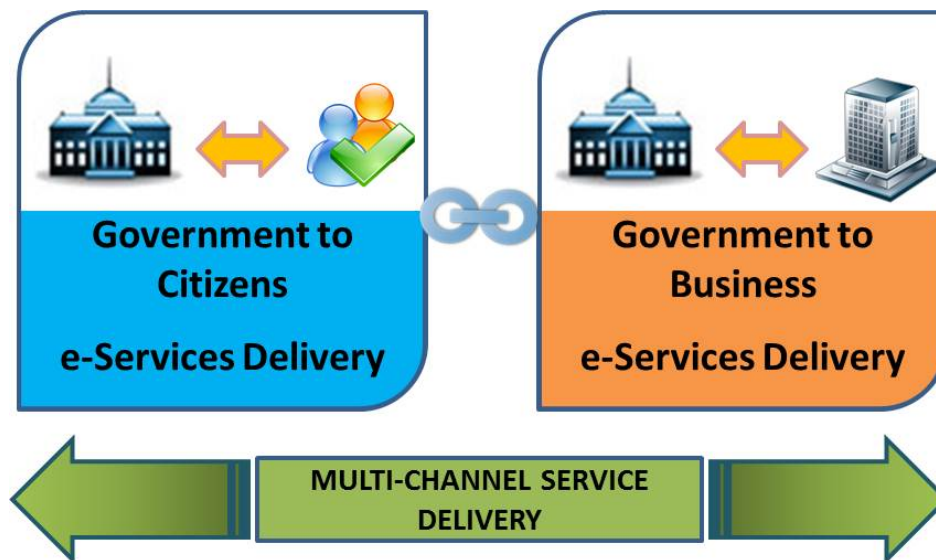 Government to
Citizens
e-Services Delivery
Government to
Business
e-Services Delivery
MULTI-CHANNEL SERVICE
DELIVERY